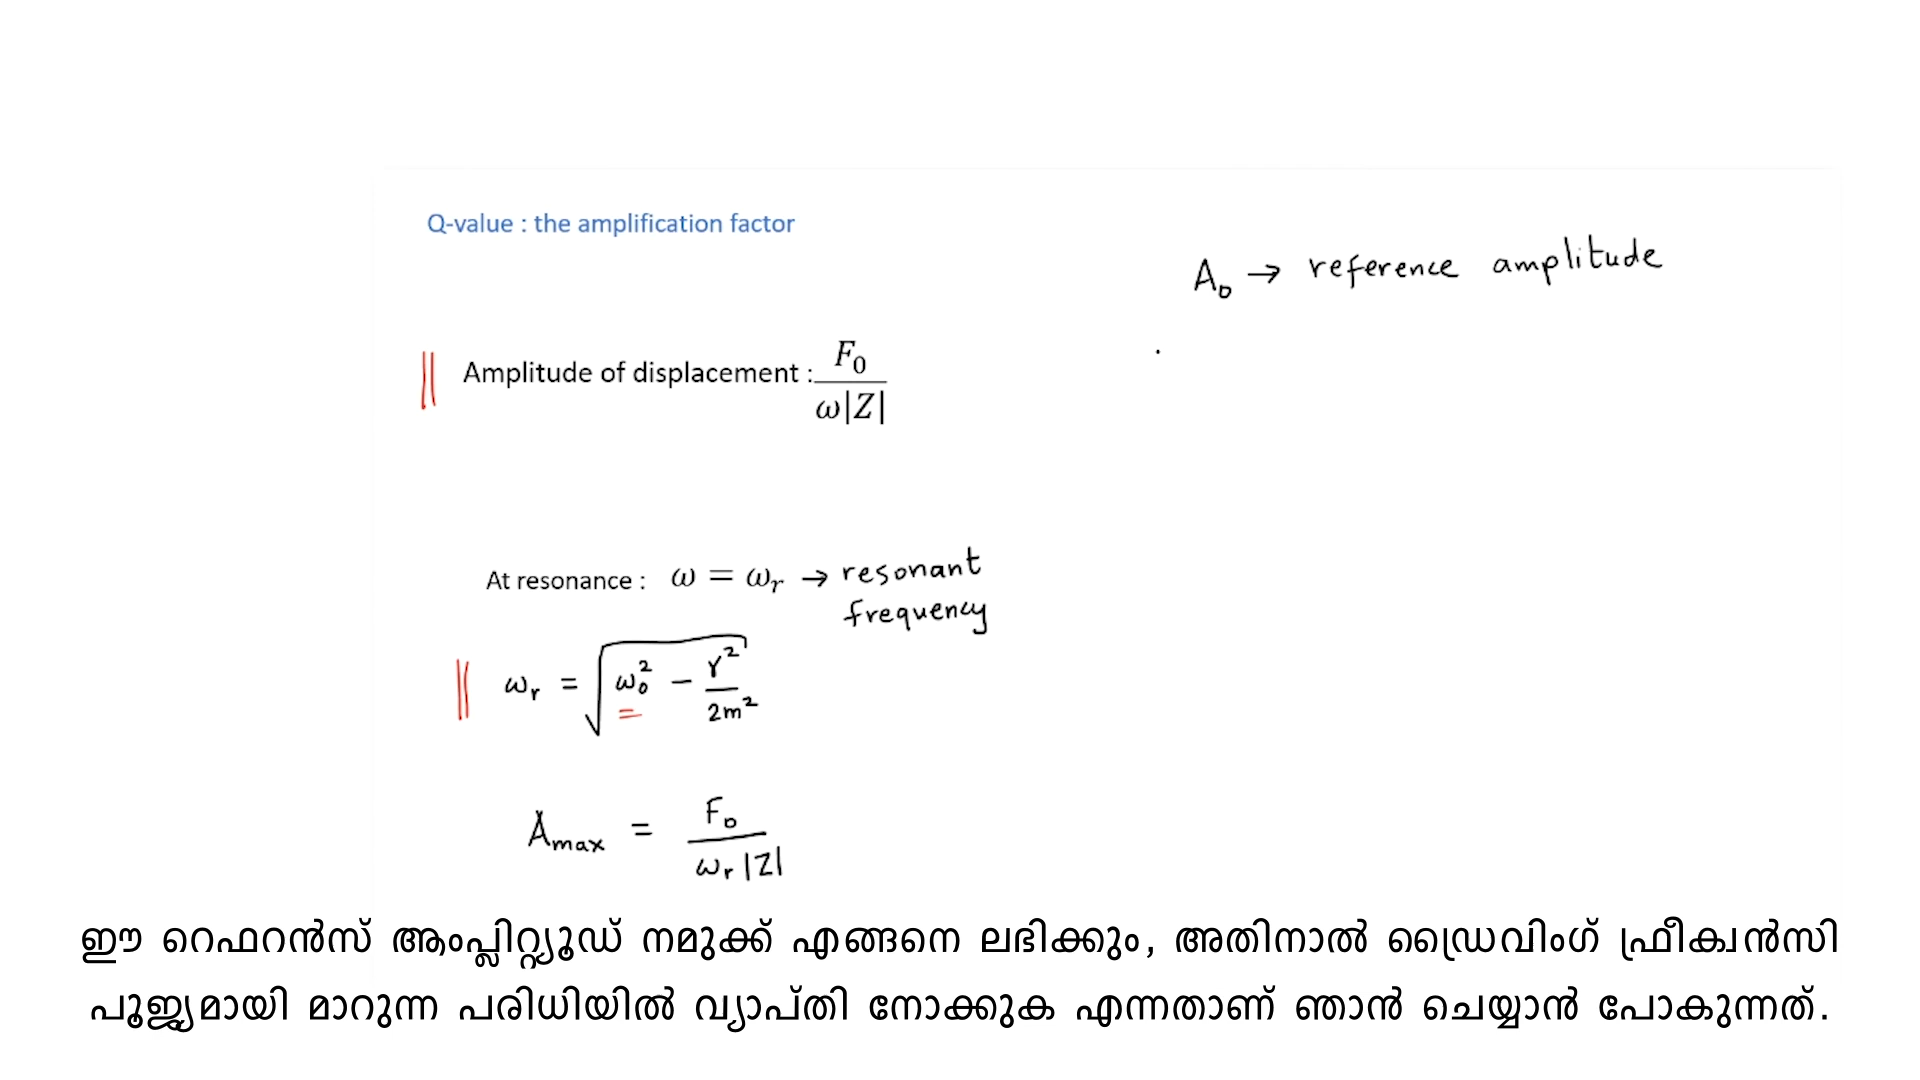 Q-value : the amplification factor
A₀ → reference amplitude
Amplitude of displacement : F₀ / ω|Z|
At resonance : ω = ωᵣ → resonant
frequency
ωᵣ = √(ω₀² − r²/2m²)
Aₘₐₓ = F₀ / ωᵣ|Z|
ഈ റെഫറൻസ് ആംപ്ലിറ്റ്യൂഡ് നമുക്ക് എങ്ങനെ ലഭിക്കും, അതിനാൽ ഡ്രൈവിംഗ് ഫ്രീക്വൻസി
പൂജ്യമായി മാറുന്ന പരിധിയിൽ വ്യാപ്തി നോക്കുക എന്നതാണ് ഞാൻ ചെയ്യാൻ പോകുന്നത്.